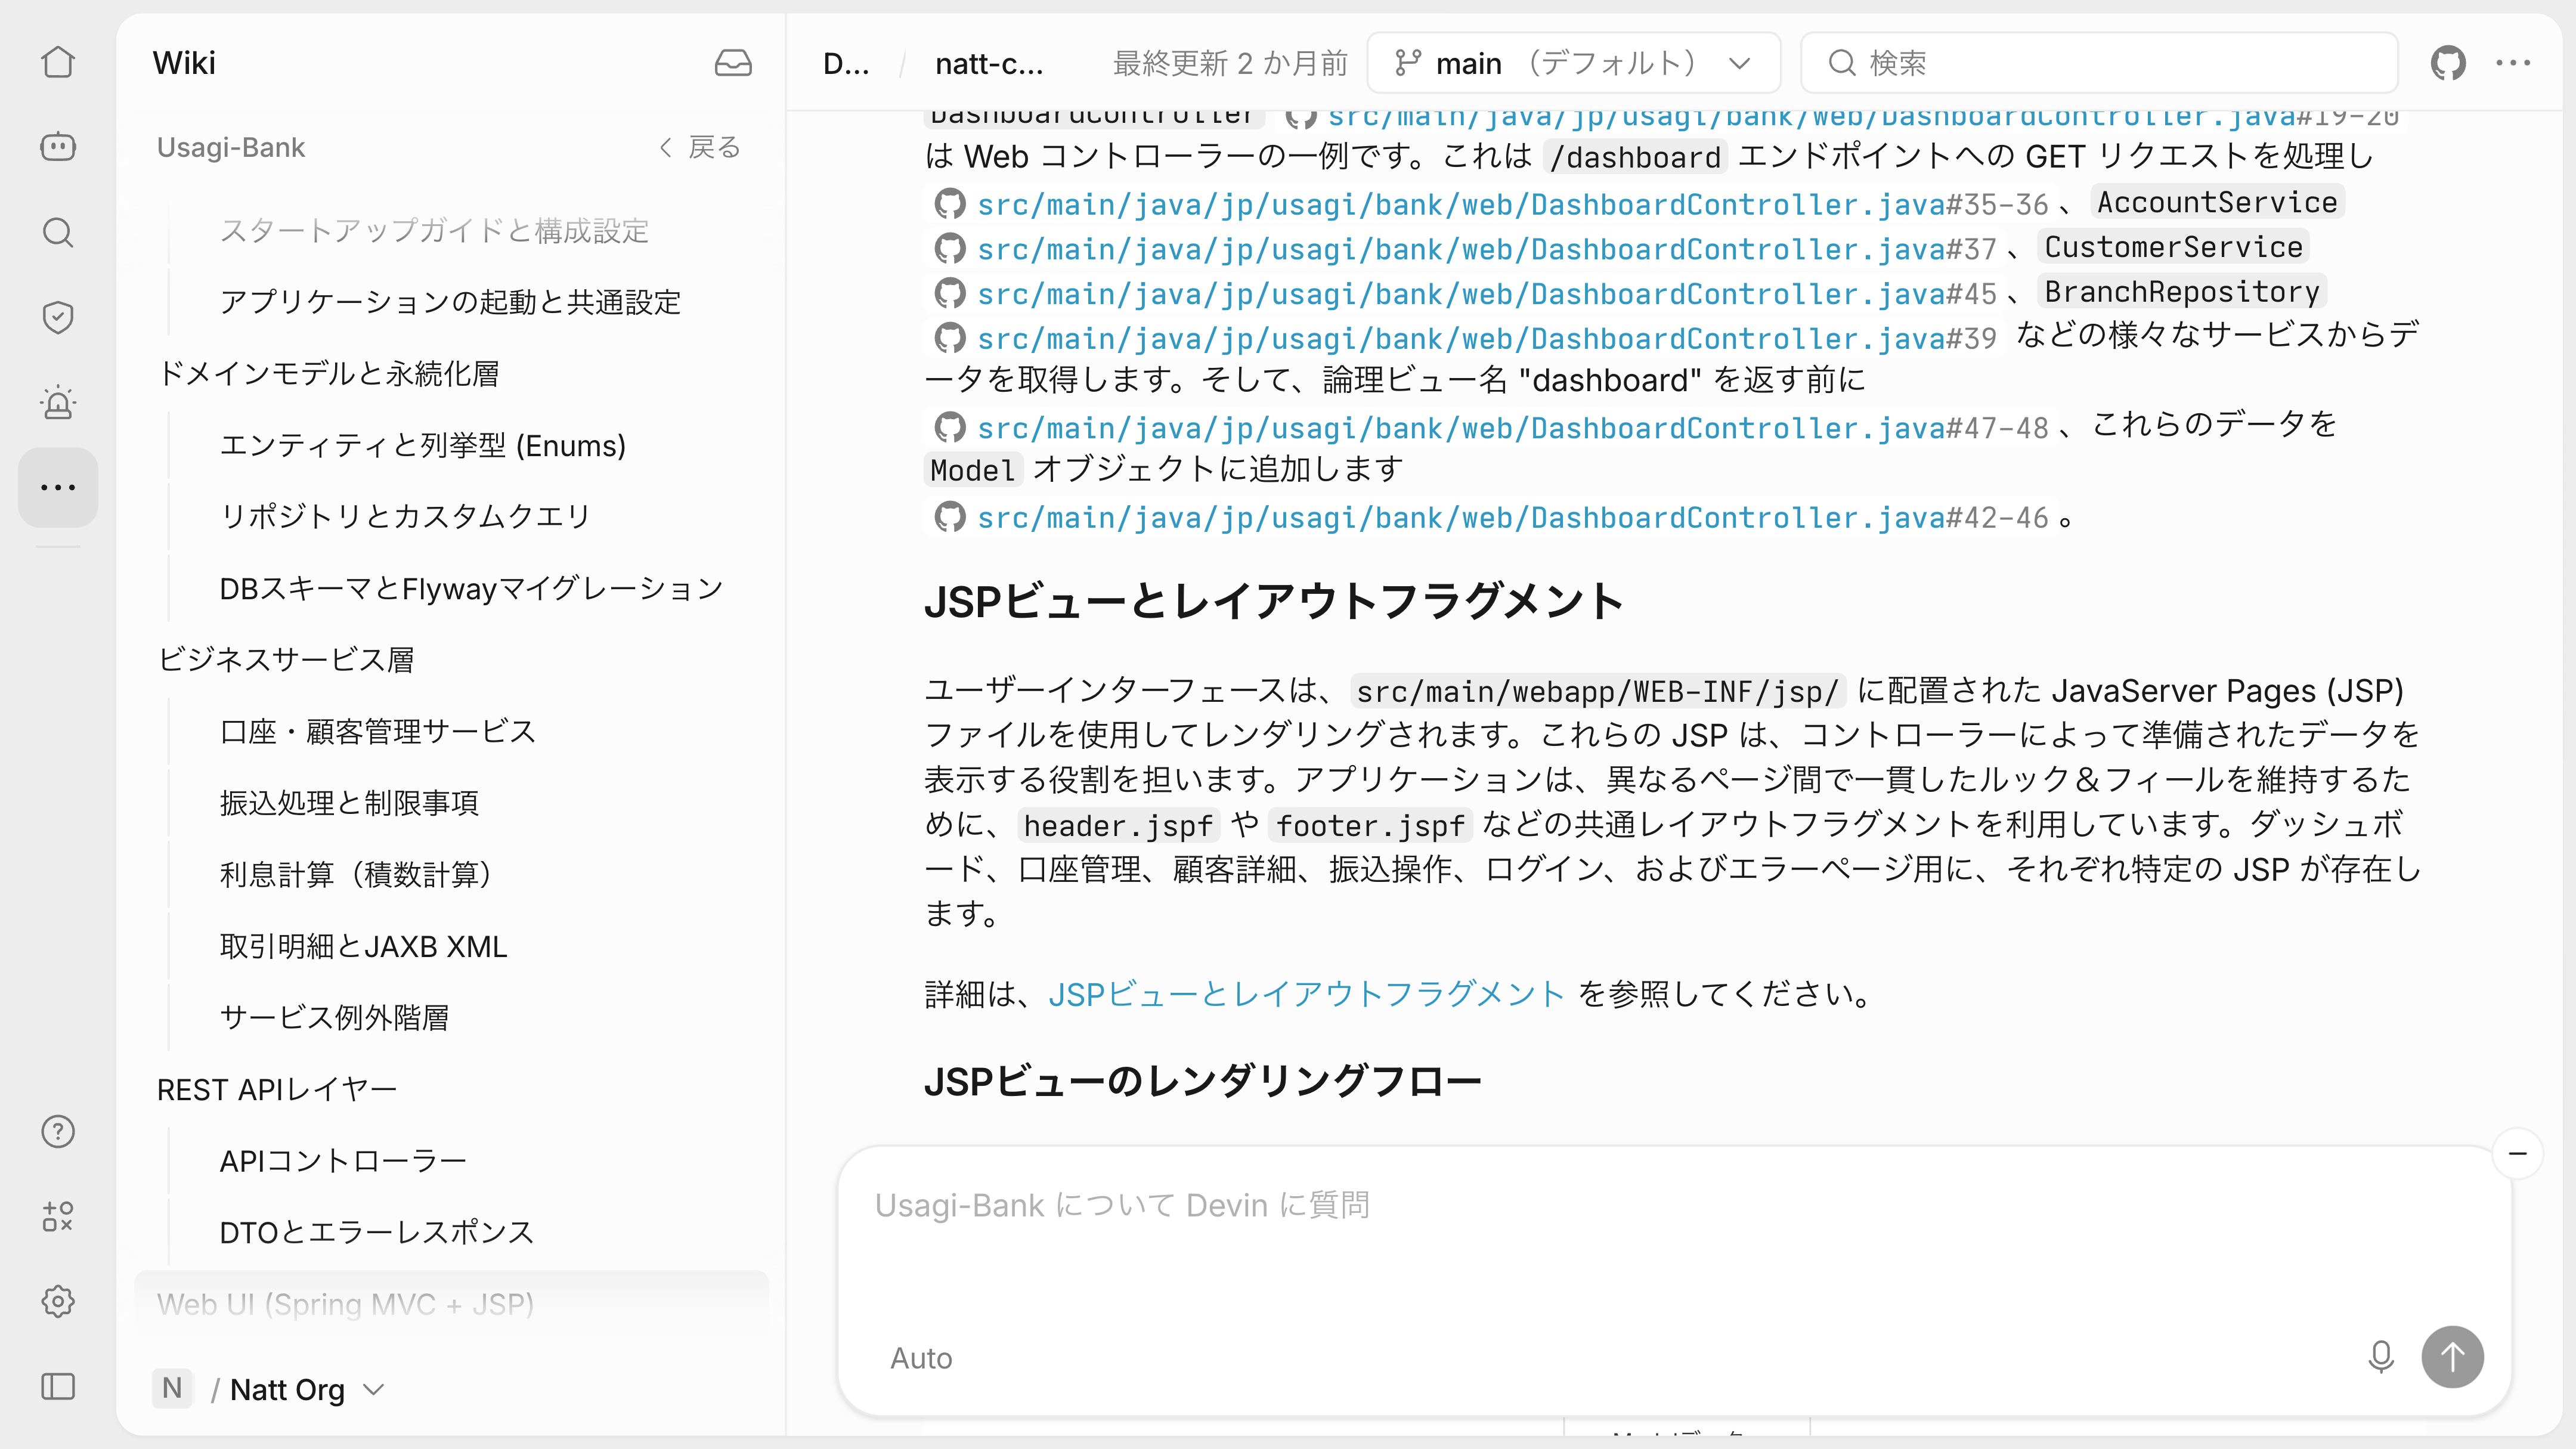 Wiki
Usagi-Bank
戻る
スタートアップガイドと構成設定
アプリケーションの起動と共通設定
ドメインモデルと永続化層
エンティティと列挙型 (Enums)
リポジトリとカスタムクエリ
DBスキーマとFlywayマイグレーション
ビジネスサービス層
口座・顧客管理サービス
振込処理と制限事項
利息計算（積数計算）
取引明細とJAXB XML
サービス例外階層
REST APIレイヤー
APIコントローラー
DTOとエラーレスポンス
Web UI (Spring MVC + JSP)
N / Natt Org
D... / natt-c... 最終更新 2 か月前 main （デフォルト） 検索
DashboardController src/main/java/jp/usagi/bank/web/DashboardController.java#19-20
は Web コントローラーの一例です。これは /dashboard エンドポイントへの GET リクエストを処理し
src/main/java/jp/usagi/bank/web/DashboardController.java#35-36 、 AccountService
src/main/java/jp/usagi/bank/web/DashboardController.java#37 、 CustomerService
src/main/java/jp/usagi/bank/web/DashboardController.java#45 、 BranchRepository
src/main/java/jp/usagi/bank/web/DashboardController.java#39 などの様々なサービスからデ
ータを取得します。そして、論理ビュー名 "dashboard" を返す前に
src/main/java/jp/usagi/bank/web/DashboardController.java#47-48 、これらのデータを
Model オブジェクトに追加します
src/main/java/jp/usagi/bank/web/DashboardController.java#42-46 。
JSPビューとレイアウトフラグメント
ユーザーインターフェースは、 src/main/webapp/WEB-INF/jsp/ に配置された JavaServer Pages (JSP)
ファイルを使用してレンダリングされます。これらの JSP は、コントローラーによって準備されたデータを
表示する役割を担います。アプリケーションは、異なるページ間で一貫したルック＆フィールを維持するた
めに、 header.jspf や footer.jspf などの共通レイアウトフラグメントを利用しています。ダッシュボ
ード、口座管理、顧客詳細、振込操作、ログイン、およびエラーページ用に、それぞれ特定の JSP が存在し
ます。
詳細は、JSPビューとレイアウトフラグメント を参照してください。
JSPビューのレンダリングフロー
Usagi-Bank について Devin に質問
Auto